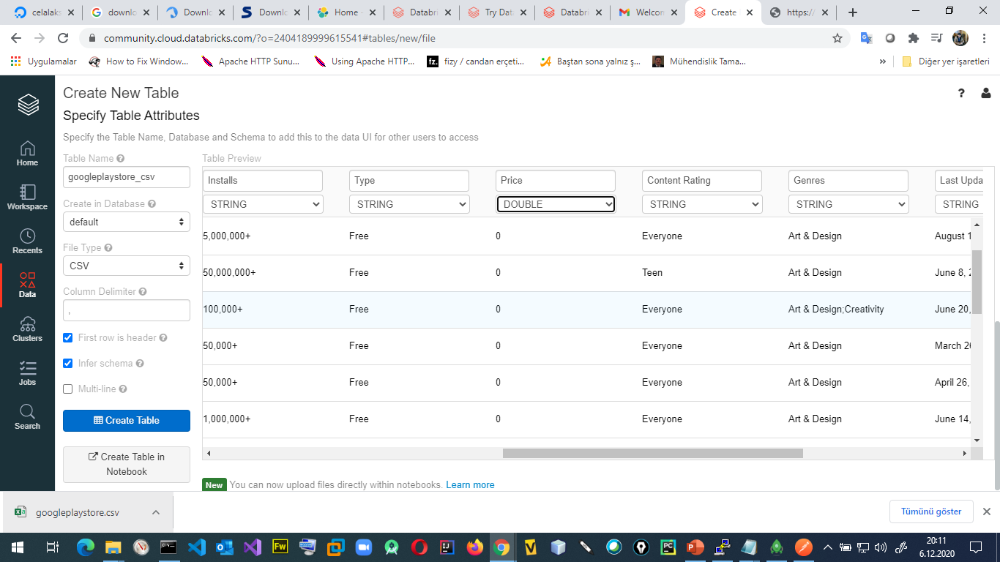 celalaks
downlo
Downlo
Downlo
Home -
Databri
Try Dat
Databri
Welcon
Create
https://
community.cloud.databricks.com/?o=2404189999615541#tables/new/file
Uygulamalar
How to Fix Window...
Apache HTTP Sunu...
Using Apache HTTP...
fz.
fizy / candan erçeti...
Baştan sona yalnız ş...
Mühendislik Tama...
»
Diğer yer işaretleri
Create New Table
?
Specify Table Attributes
Specify the Table Name, Database and Schema to add this to the data UI for other users to access
Home
Workspace
Recents
Data
Clusters
Jobs
Search
Table Name
googleplaystore_csv
Create in Database
default
File Type
CSV
Column Delimiter
,
First row is header
Infer schema
Multi-line
Create Table
Create Table in
Notebook
Table Preview
Installs Type Price Content Rating Genres Last Upda
STRING STRING DOUBLE STRING STRING STRING
5,000,000+ Free 0 Everyone Art & Design August 1
50,000,000+ Free 0 Teen Art & Design June 8, 2
100,000+ Free 0 Everyone Art & Design;Creativity June 20,
50,000+ Free 0 Everyone Art & Design March 26
50,000+ Free 0 Everyone Art & Design April 26,
1,000,000+ Free 0 Everyone Art & Design June 14,
New You can now upload files directly within notebooks. Learn more
googleplaystore.csv
Tümünü göster
Fw
IJ
PC
20:11
6.12.2020